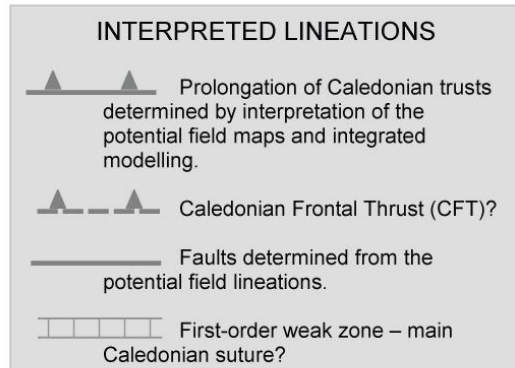 INTERPRETED LINEATIONS
Prolongation of Caledonian trusts
determined by interpretation of the
potential field maps and integrated
modelling.
Caledonian Frontal Thrust (CFT)?
Faults determined from the
potential field lineations.
First-order weak zone – main
Caledonian suture?